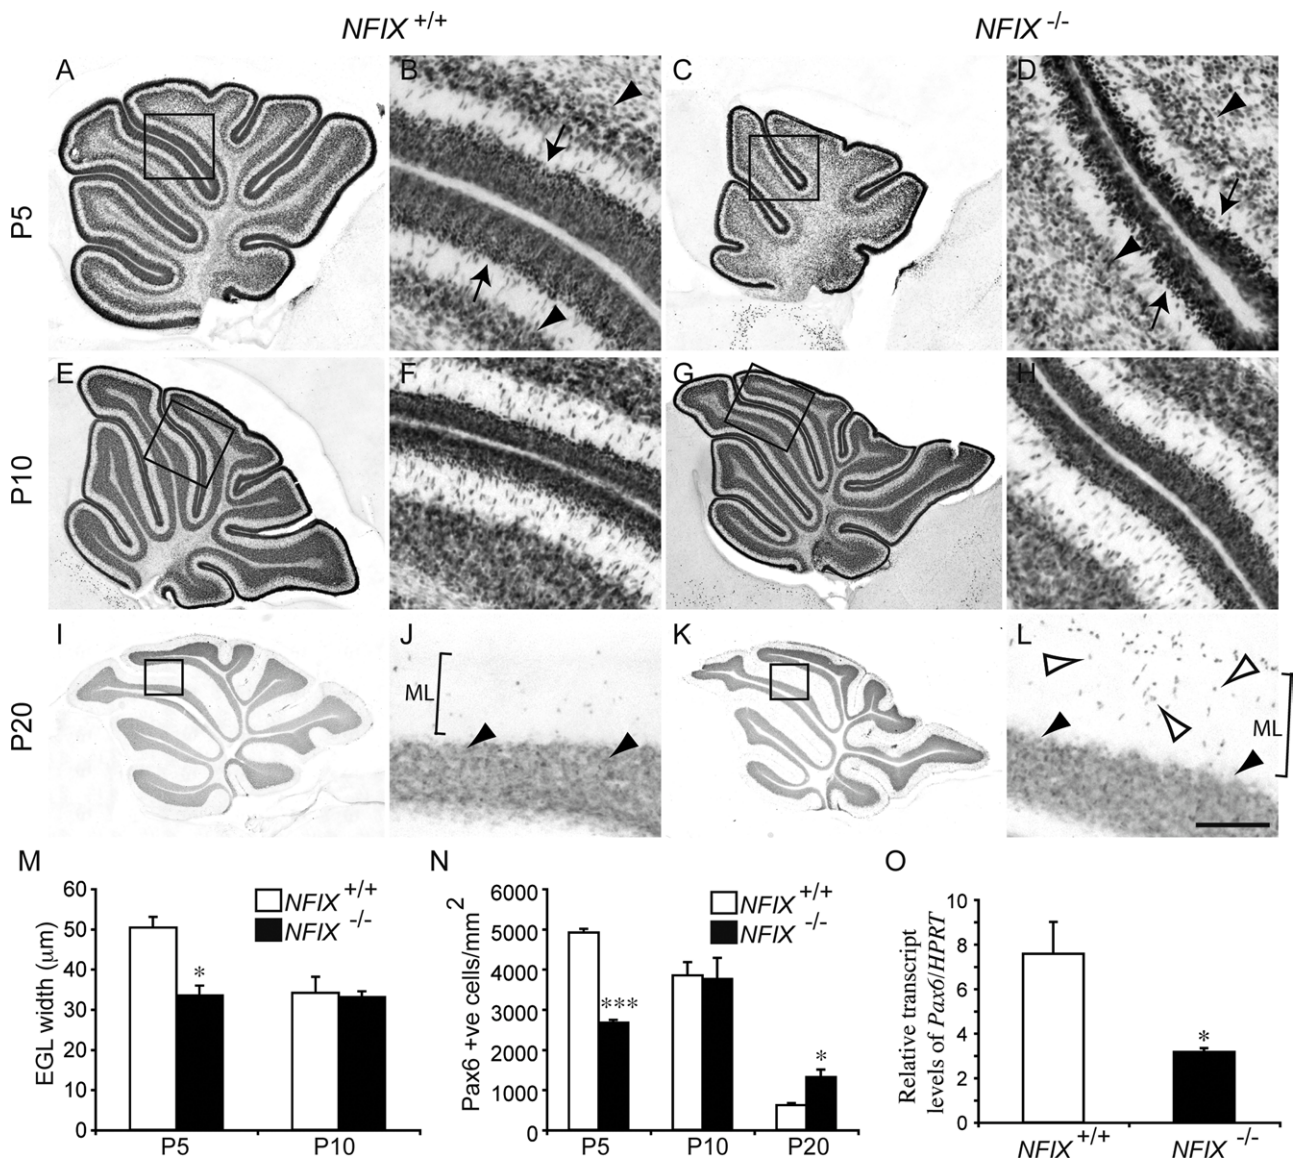 NFIX +/+
NFIX -/-
P5
A
B
C
D
P10
E
F
G
H
P20
I
J
ML
K
L
ML
M
EGL width (µm)
60
50
40
30
20
10
0
*
NFIX +/+
NFIX -/-
P5
P10
N
Pax6 +ve cells/mm 2
6000
5000
4000
3000
2000
1000
0
***
*
NFIX +/+
NFIX -/-
P5
P10
P20
O
Relative transcript
levels of Pax6/HPRT
10
8
6
4
2
0
*
NFIX +/+
NFIX -/-